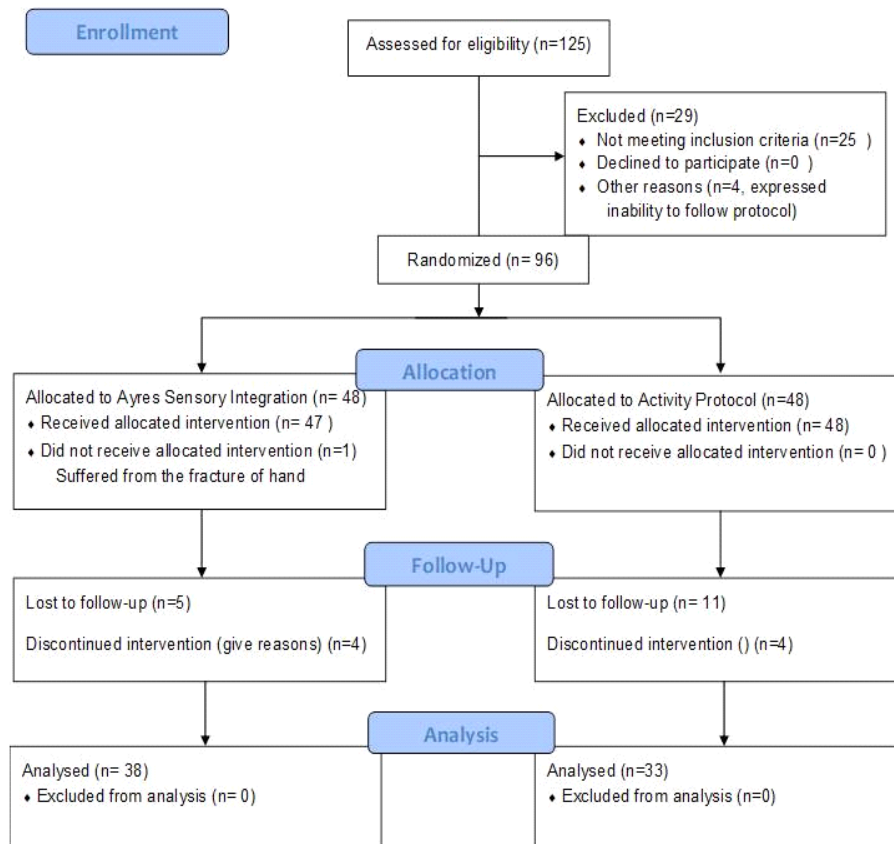 Enrollment
Assessed for eligibility (n=125)
Excluded (n=29)
♦ Not meeting inclusion criteria (n=25 )
♦ Declined to participate (n=0 )
♦ Other reasons (n=4, expressed
inability to follow protocol)
Randomized (n= 96)
Allocation
Allocated to Ayres Sensory Integration (n= 48)
♦ Received allocated intervention (n= 47 )
♦ Did not receive allocated intervention (n=1)
Suffered from the fracture of hand
Allocated to Activity Protocol (n=48)
♦ Received allocated intervention (n= 48)
♦ Did not receive allocated intervention (n= 0 )
Follow-Up
Lost to follow-up (n=5)
Discontinued intervention (give reasons) (n=4)
Lost to follow-up (n= 11)
Discontinued intervention () (n=4)
Analysis
Analysed (n= 38)
♦ Excluded from analysis (n= 0)
Analysed (n=33)
♦ Excluded from analysis (n=0)